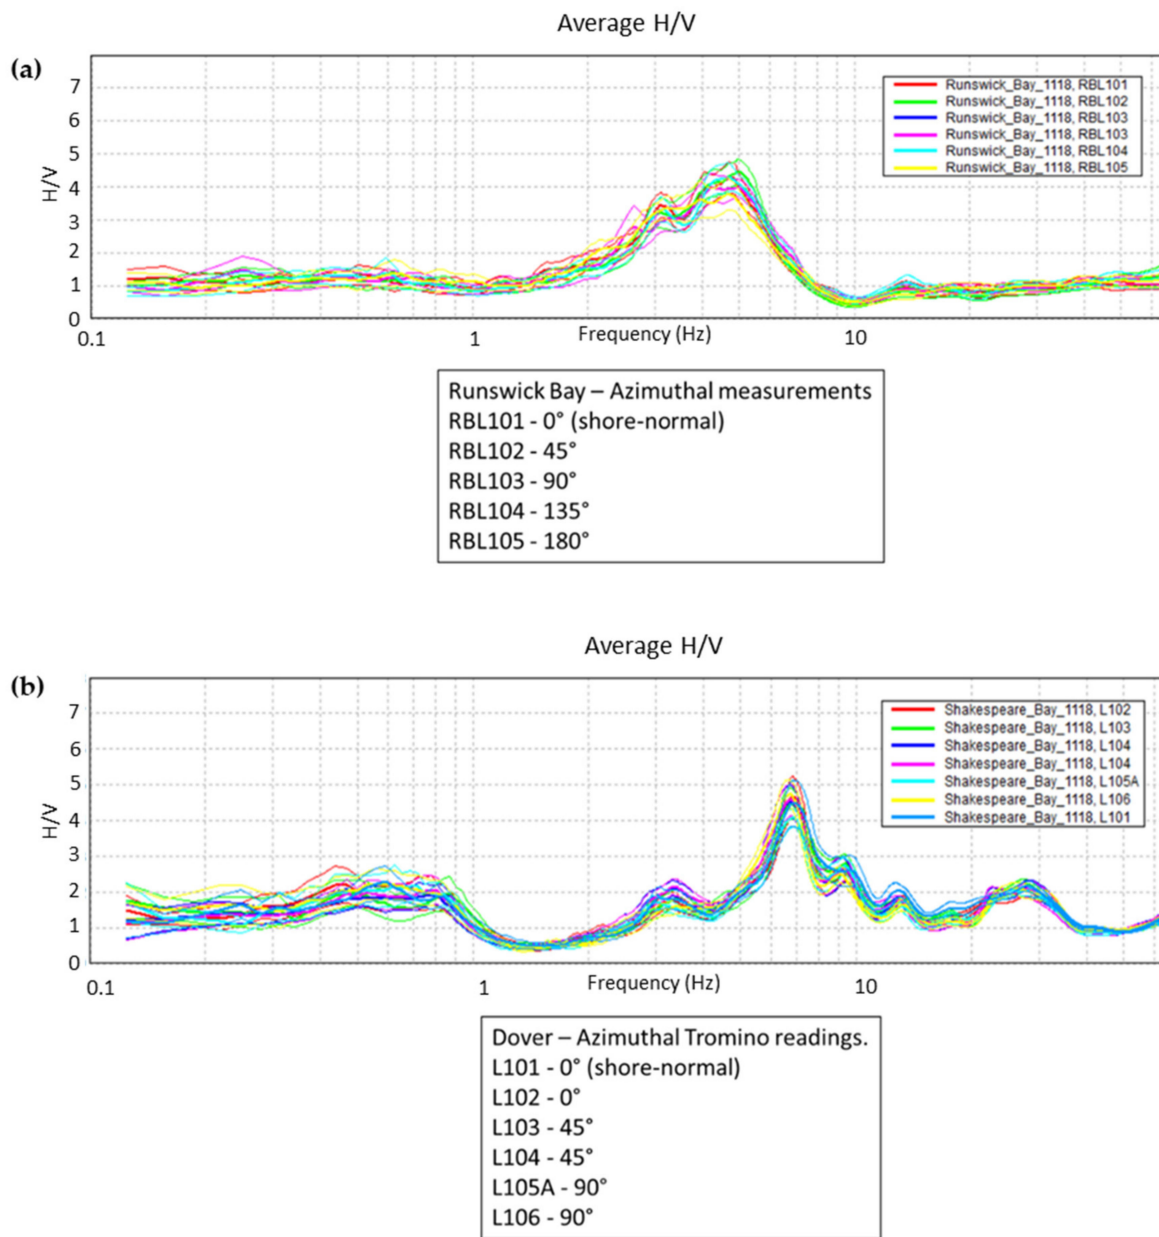 Average H/V
(a)
7
6
5
4
3
2
1
0
H/V
0.1
1
Frequency (Hz)
10
Runswick_Bay_1118, RBL101
Runswick_Bay_1118, RBL102
Runswick_Bay_1118, RBL103
Runswick_Bay_1118, RBL103
Runswick_Bay_1118, RBL104
Runswick_Bay_1118, RBL105
Runswick Bay – Azimuthal measurements
RBL101 - 0° (shore-normal)
RBL102 - 45°
RBL103 - 90°
RBL104 - 135°
RBL105 - 180°
Average H/V
(b)
7
6
5
4
3
2
1
0
H/V
0.1
1
Frequency (Hz)
10
Shakespeare_Bay_1118, L102
Shakespeare_Bay_1118, L103
Shakespeare_Bay_1118, L104
Shakespeare_Bay_1118, L104
Shakespeare_Bay_1118, L105A
Shakespeare_Bay_1118, L106
Shakespeare_Bay_1118, L101
Dover – Azimuthal Tromino readings.
L101 - 0° (shore-normal)
L102 - 0°
L103 - 45°
L104 - 45°
L105A - 90°
L106 - 90°